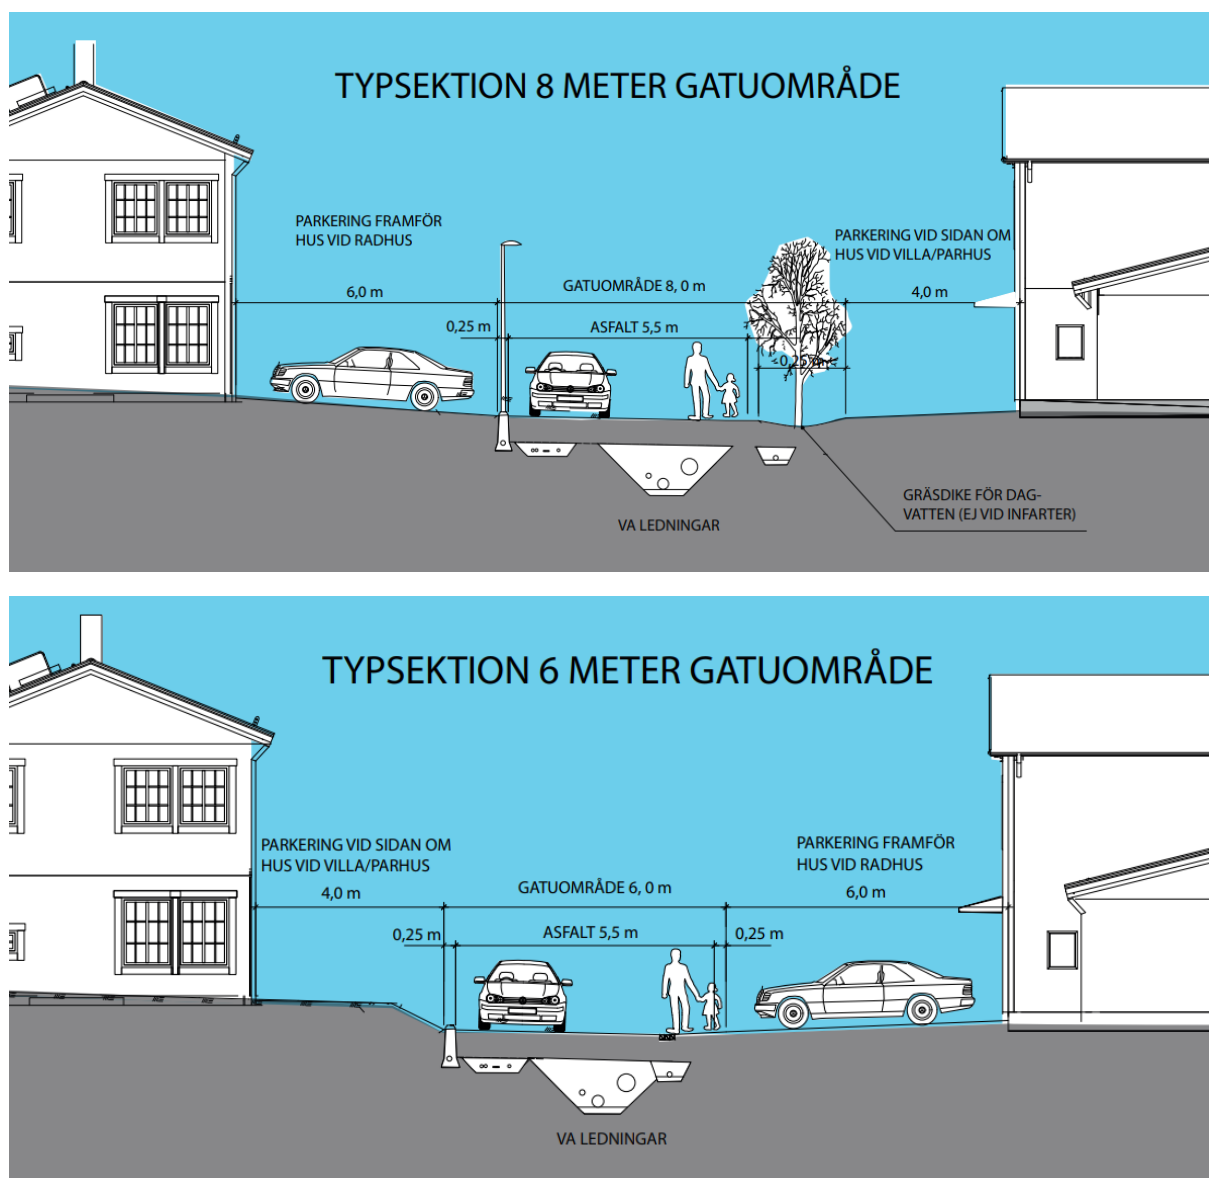 TYPSEKTION 8 METER GATUOMRÅDE
PARKERING FRAMFÖR
HUS VID RADHUS
PARKERING VID SIDAN OM
HUS VID VILLA/PARHUS
6,0 m
GATUOMRÅDE 8, 0 m
4,0 m
0,25 m
ASFALT 5,5 m
0,25 m
GRÄSDIKE FÖR DAG-
VATTEN (EJ VID INFARTER)
VA LEDNINGAR
TYPSEKTION 6 METER GATUOMRÅDE
PARKERING VID SIDAN OM
HUS VID VILLA/PARHUS
PARKERING FRAMFÖR
HUS VID RADHUS
4,0 m
GATUOMRÅDE 6, 0 m
6,0 m
0,25 m
ASFALT 5,5 m
0,25 m
VA LEDNINGAR